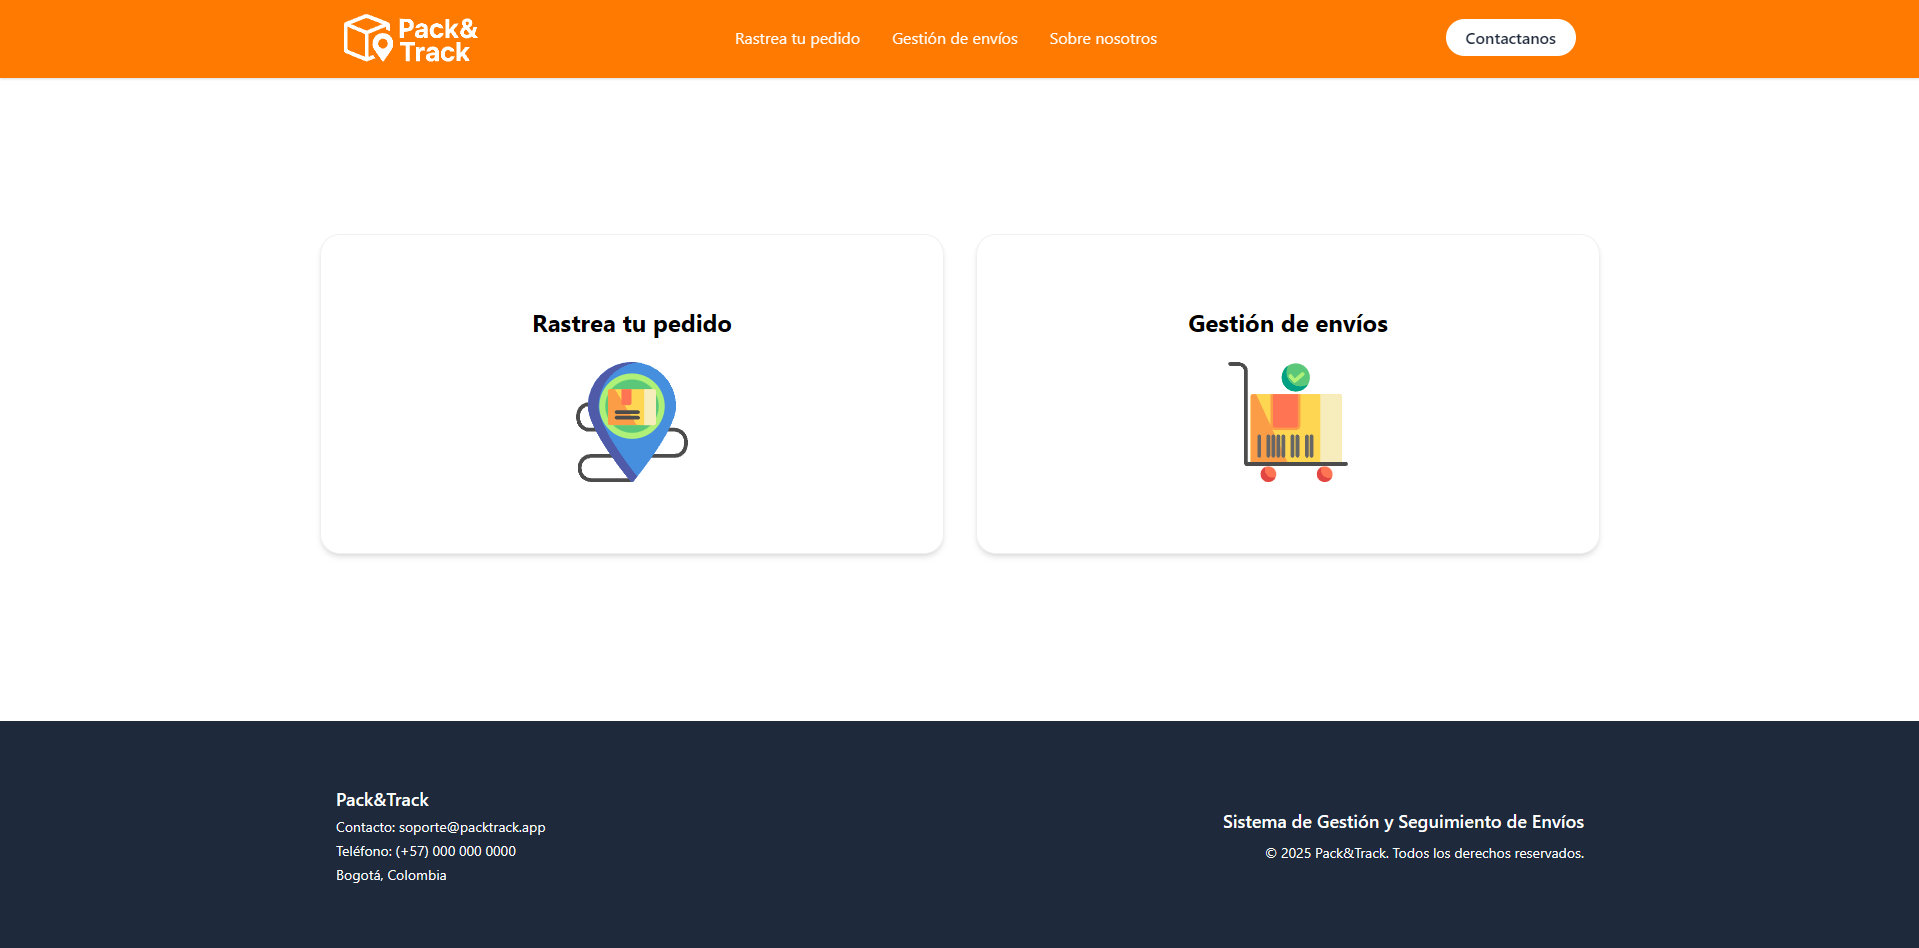 Pack&
Track
Rastrea tu pedido
Gestión de envíos
Sobre nosotros
Contactanos
Rastrea tu pedido
Gestión de envíos
Pack&Track
Contacto: soporte@packtrack.app
Teléfono: (+57) 000 000 0000
Bogotá, Colombia
Sistema de Gestión y Seguimiento de Envíos
© 2025 Pack&Track. Todos los derechos reservados.